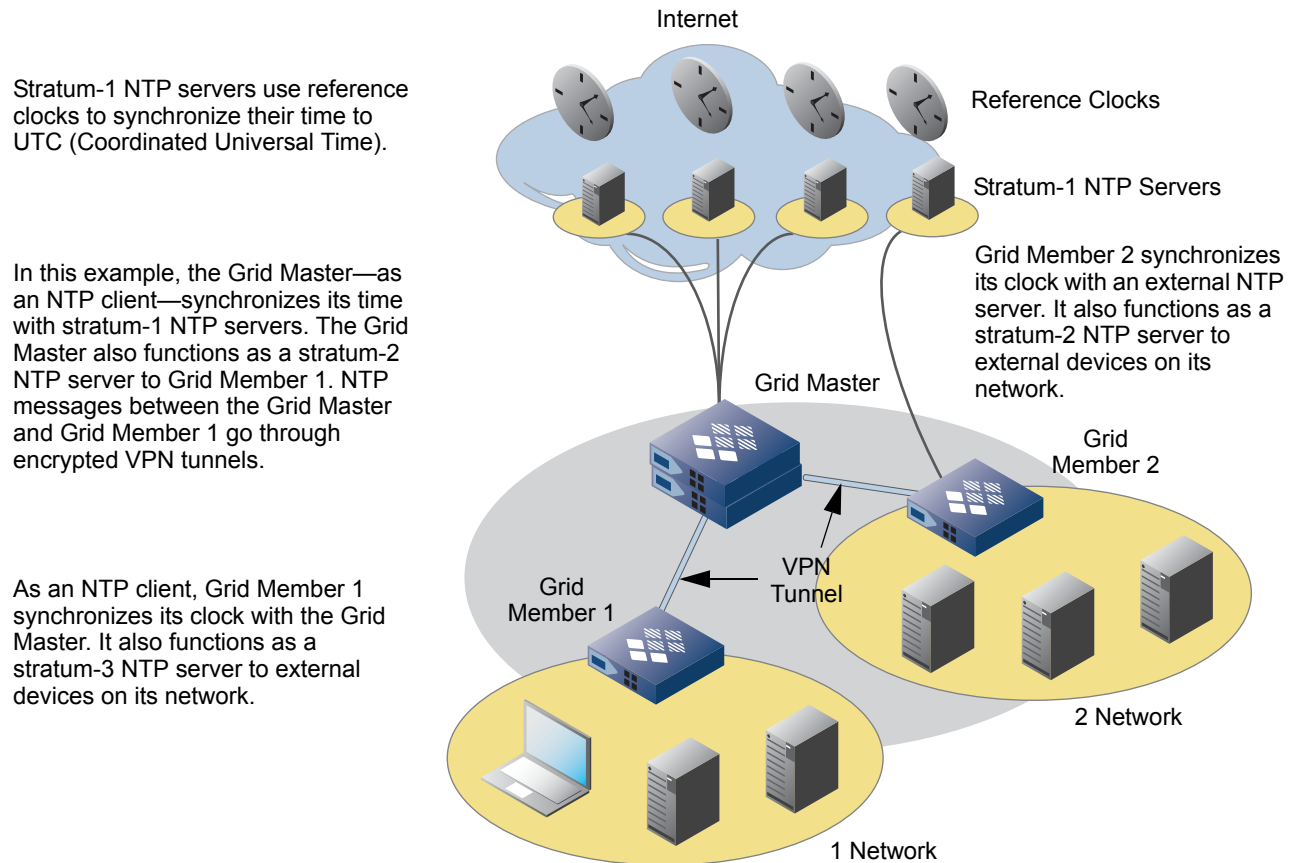 Internet
Stratum-1 NTP servers use reference
clocks to synchronize their time to
UTC (Coordinated Universal Time).
Reference Clocks
Stratum-1 NTP Servers
In this example, the Grid Master—as
an NTP client—synchronizes its time
with stratum-1 NTP servers. The Grid
Master also functions as a stratum-2
NTP server to Grid Member 1. NTP
messages between the Grid Master
and Grid Member 1 go through
encrypted VPN tunnels.
Grid Member 2 synchronizes
its clock with an external NTP
server. It also functions as a
stratum-2 NTP server to
external devices on its
network.
Grid Master
Grid
Member 2
VPN
Tunnel
As an NTP client, Grid Member 1
synchronizes its clock with the Grid
Master. It also functions as a
stratum-3 NTP server to external
devices on its network.
Grid
Member 1
2 Network
1 Network